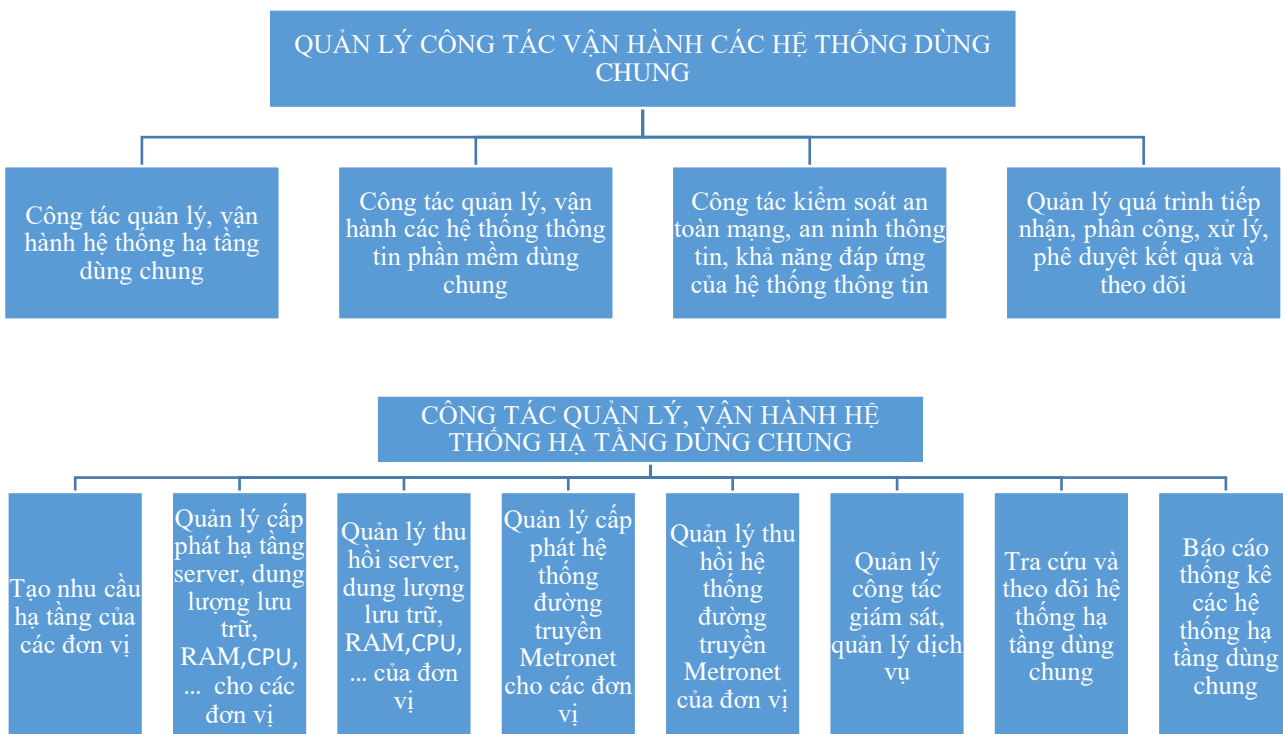 QUẢN LÝ CÔNG TÁC VẬN HÀNH CÁC HỆ THỐNG DÙNG
CHUNG
Công tác quản lý, vận
hành hệ thống hạ tầng
dùng chung
Công tác quản lý, vận
hành các hệ thống thông
tin phần mềm dùng
chung
Công tác kiểm soát an
toàn mạng, an ninh thông
tin, khả năng đáp ứng
của hệ thống thông tin
Quản lý quá trình tiếp
nhận, phân công, xử lý,
phê duyệt kết quả và
theo dõi
CÔNG TÁC QUẢN LÝ, VẬN HÀNH HỆ
THỐNG HẠ TẦNG DÙNG CHUNG
Tạo nhu cầu
hạ tầng của
các đơn vị
Quản lý cấp
phát hạ tầng
server, dung
lượng lưu
trữ,
RAM,CPU,
... cho các
đơn vị
Quản lý thu
hồi server,
dung lượng
lưu trữ,
RAM,CPU,
... của đơn
vị
Quản lý cấp
phát hệ
thống
đường
truyền
Metronet
cho các đơn
vị
Quản lý thu
hồi hệ
thống
đường
truyền
Metronet
của đơn vị
Quản lý
công tác
giám sát,
quản lý dịch
vụ
Tra cứu và
theo dõi hệ
thống hạ
tầng dùng
chung
Báo cáo
thống kê
các hệ
thống hạ
tầng dùng
chung